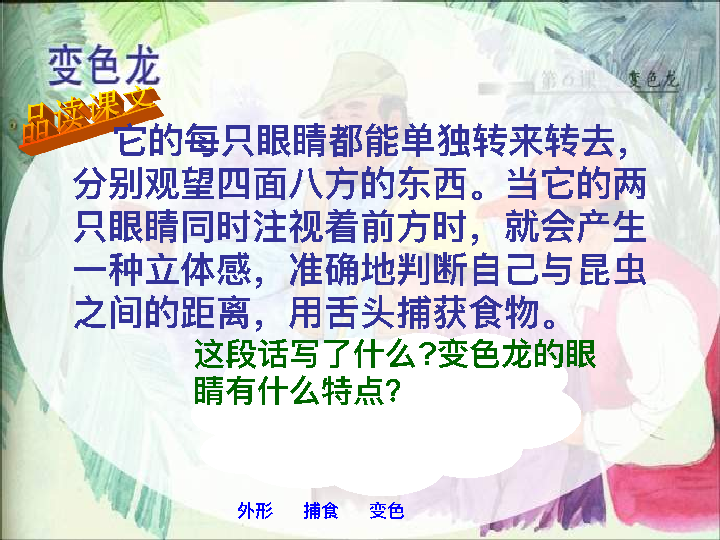 变色龙
第6课 变色龙
品读课文
它的每只眼睛都能单独转来转去，
分别观望四面八方的东西。当它的两
只眼睛同时注视着前方时，就会产生
一种立体感，准确地判断自己与昆虫
之间的距离，用舌头捕获食物。
这段话写了什么?变色龙的眼
睛有什么特点?
外形 捕食 变色